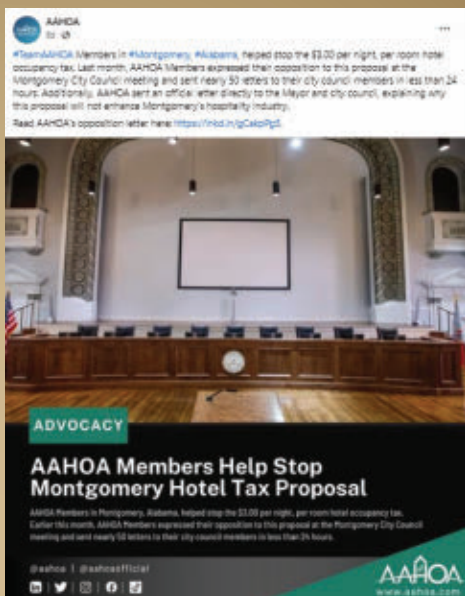 AAHOA
#TeamAAHOA Members in #Montgomery, #Alabama, helped stop the $3.00 per night, per room hotel
occupancy tax. Last month, AAHOA Members expressed their opposition to this proposal at the
Montgomery City Council meeting and sent nearly 50 letters to their city council members in less than 24
hours. Additionally, AAHOA sent an official letter directly to the Mayor and city council, explaining why
this proposal will not enhance Montgomery's hospitality industry.
Read AAHOA's opposition letter here:
ADVOCACY
AAHOA Members Help Stop
Montgomery Hotel Tax Proposal
AAHOA Members in Montgomery, Alabama, helped stop the $3.00 per night, per room hotel occupancy tax.
Earlier this month, AAHOA Members expressed their opposition to this proposal at the Montgomery City Council
meeting and sent nearly 50 letters to their city council members in less than 24 hours.
@aahoa | @aahoaofficial
AAHOA
www.aahoa.com